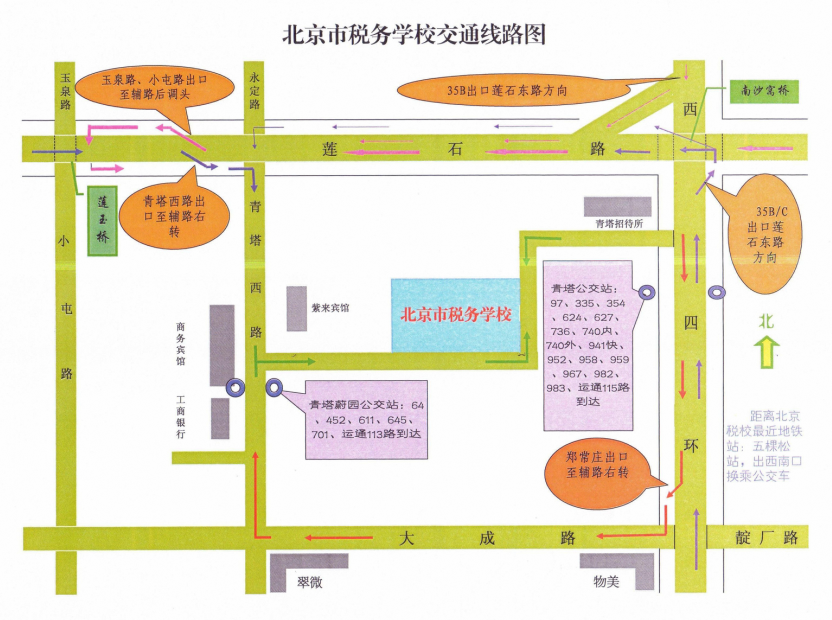 北京市税务学校交通线路图
玉泉路
玉泉路、小屯路出口
至辅路后调头
永定路
35B出口莲石东路方向
西
南沙窝桥
莲 石 路
莲玉桥
青塔西路出
口至辅路右
转
青塔西路
青塔招待所
35B/C
出口莲
石东路
方向
小屯路
紫来宾馆
北京市税务学校
青塔公交站：
97、335、354
、624、627、
736、740内、
740外、941快、
952、958、959
、967、982、
983、运通115路
到达
四
北
商务宾馆
工商银行
青塔蔚园公交站：64
、452、611、645、
701、运通113路到达
环
距离北京
税校最近地铁
站：五棵松
站，出西南口
换乘公交车
郑常庄出口
至辅路右转
大 成 路
靛厂路
翠微
物美